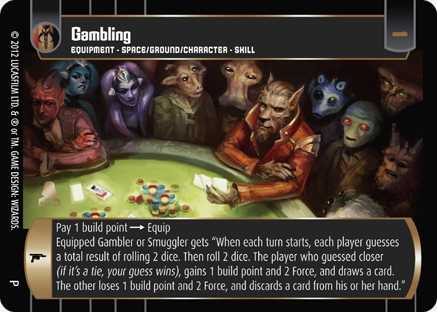 Gambling
EQUIPMENT - SPACE/GROUND/CHARACTER - SKILL
© 2012 LUCASFILM LTD. & ® or TM. GAME DESIGN: WIZARDS.
P
Pay 1 build point → Equip
Equipped Gambler or Smuggler gets “When each turn starts, each player guesses
a total result of rolling 2 dice. Then roll 2 dice. The player who guessed closer
(if it's a tie, your guess wins), gains 1 build point and 2 Force, and draws a card.
The other loses 1 build point and 2 Force, and discards a card from his or her hand.”